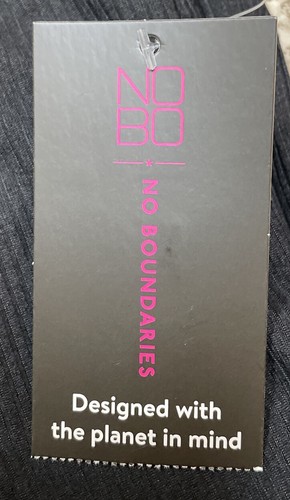 NO
BO
NO BOUNDARIES
Designed with
the planet in mind